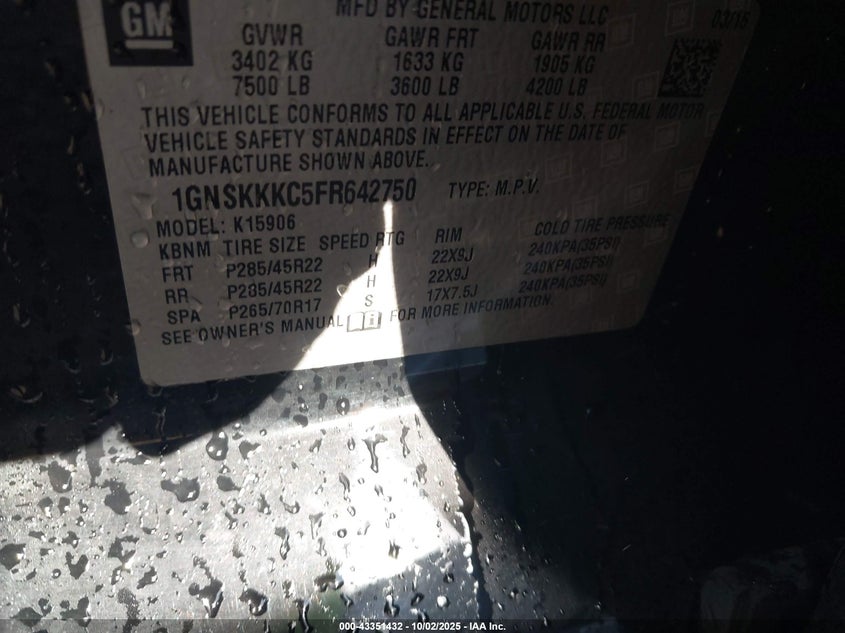 GM
MFD BY GENERAL MOTORS LLC 03/15
GVWR GAWR FRT GAWR RR
3402 KG 1633 KG 1905 KG
7500 LB 3600 LB 4200 LB
THIS VEHICLE CONFORMS TO ALL APPLICABLE U.S. FEDERAL MOTOR
VEHICLE SAFETY STANDARDS IN EFFECT ON THE DATE OF
MANUFACTURE SHOWN ABOVE.
1GNSKKKC5FR642750 TYPE: M.P.V.
MODEL: K15906
KBNM TIRE SIZE SPEED RTG RIM COLD TIRE PRESSURE
FRT P285/45R22 H 22X9J 240KPA(35PSI)
RR P285/45R22 H 22X9J 240KPA(35PSI)
SPA P265/70R17 S 17X7.5J 240KPA(35PSI)
SEE OWNER'S MANUAL FOR MORE INFORMATION.
000-43351432 - 10/02/2025 - IAA Inc.